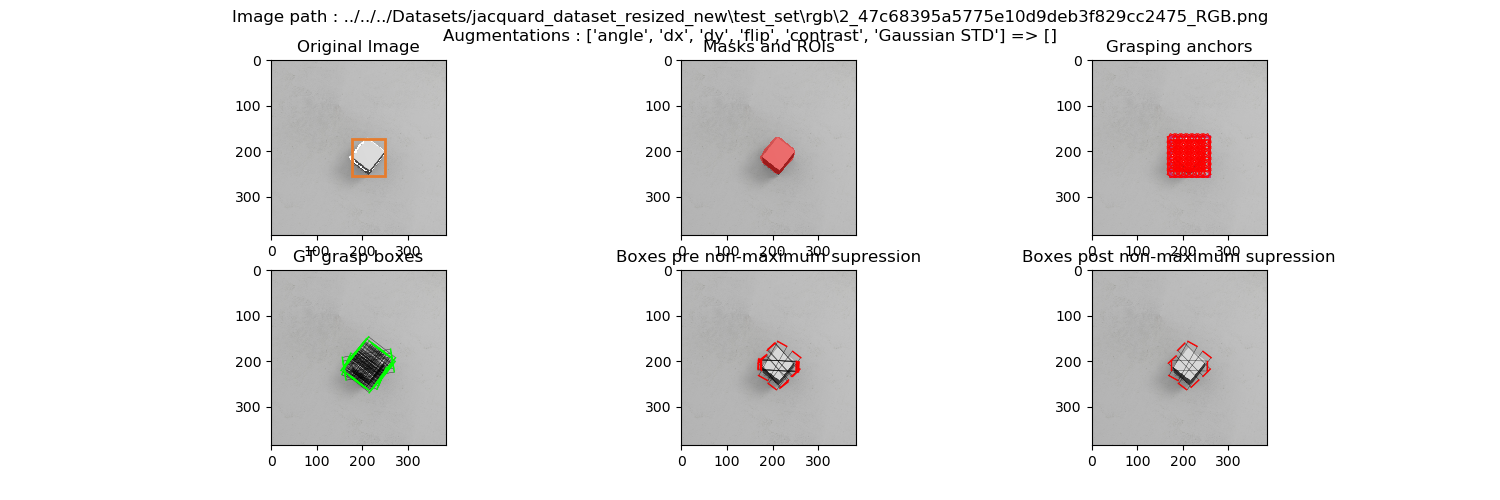 Image path : ../../../Datasets/jacquard_dataset_resized_new\test_set\rgb\2_47c68395a5775e10d9deb3f829cc2475_RGB.png
Augmentations : ['angle', 'dx', 'dy', 'flip', 'contrast', 'Gaussian STD'] => []
Original Image
Masks and ROIs
Grasping anchors
0
100
200
300
0 100 200 300
0
100
200
300
0 100 200 300
0
100
200
300
0 100 200 300
GT grasp boxes
Boxes pre non-maximum supression
Boxes post non-maximum supression
0
100
200
300
0 100 200 300
0
100
200
300
0 100 200 300
0
100
200
300
0 100 200 300